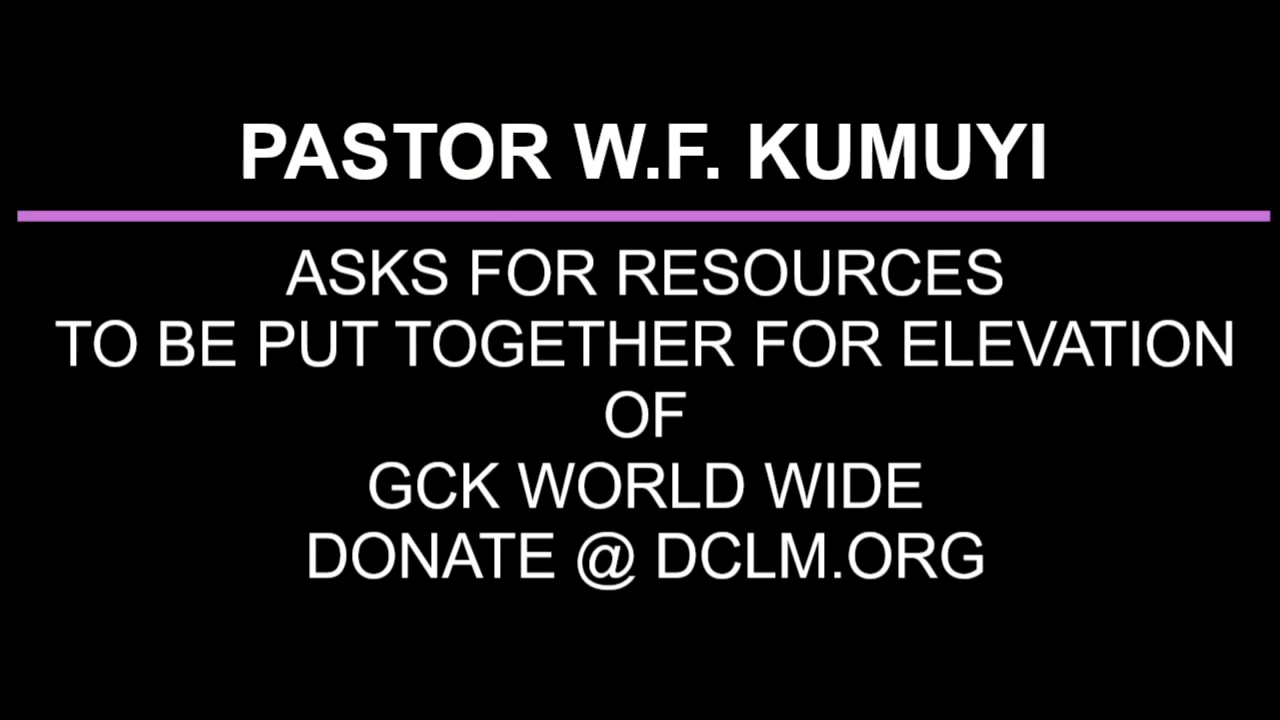 PASTOR W.F. KUMUYI
ASKS FOR RESOURCES
TO BE PUT TOGETHER FOR ELEVATION
OF
GCK WORLD WIDE
DONATE @ DCLM.ORG